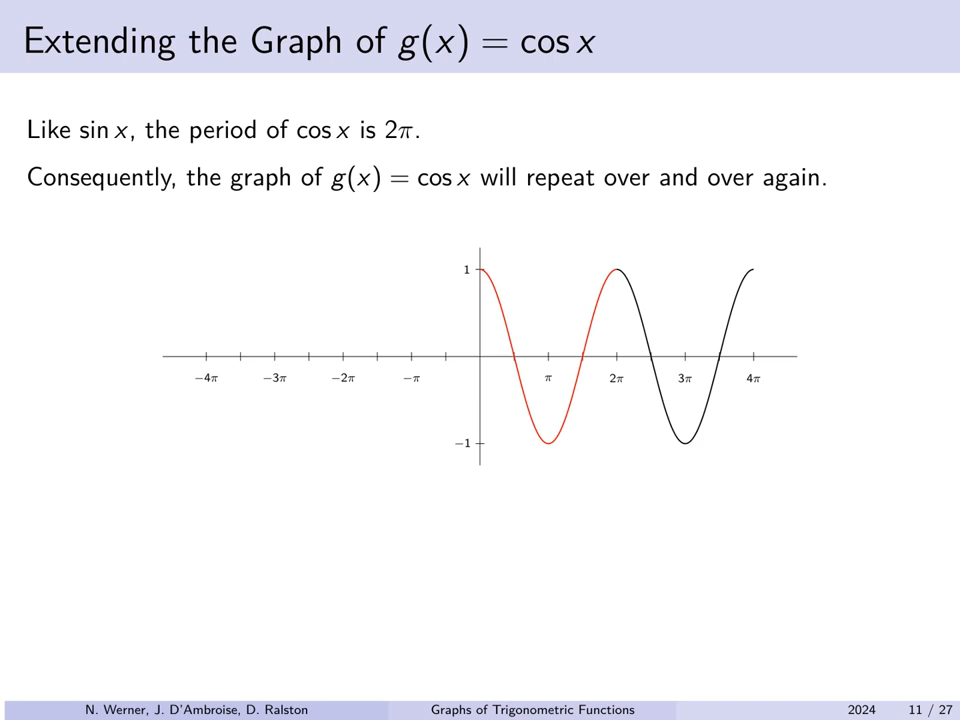 Extending the Graph of g(x) = cos x
Like sin x, the period of cos x is 2π.
Consequently, the graph of g(x) = cos x will repeat over and over again.
1
−4π −3π −2π −π π 2π 3π 4π
−1
N. Werner, J. D'Ambroise, D. Ralston Graphs of Trigonometric Functions 2024 11 / 27